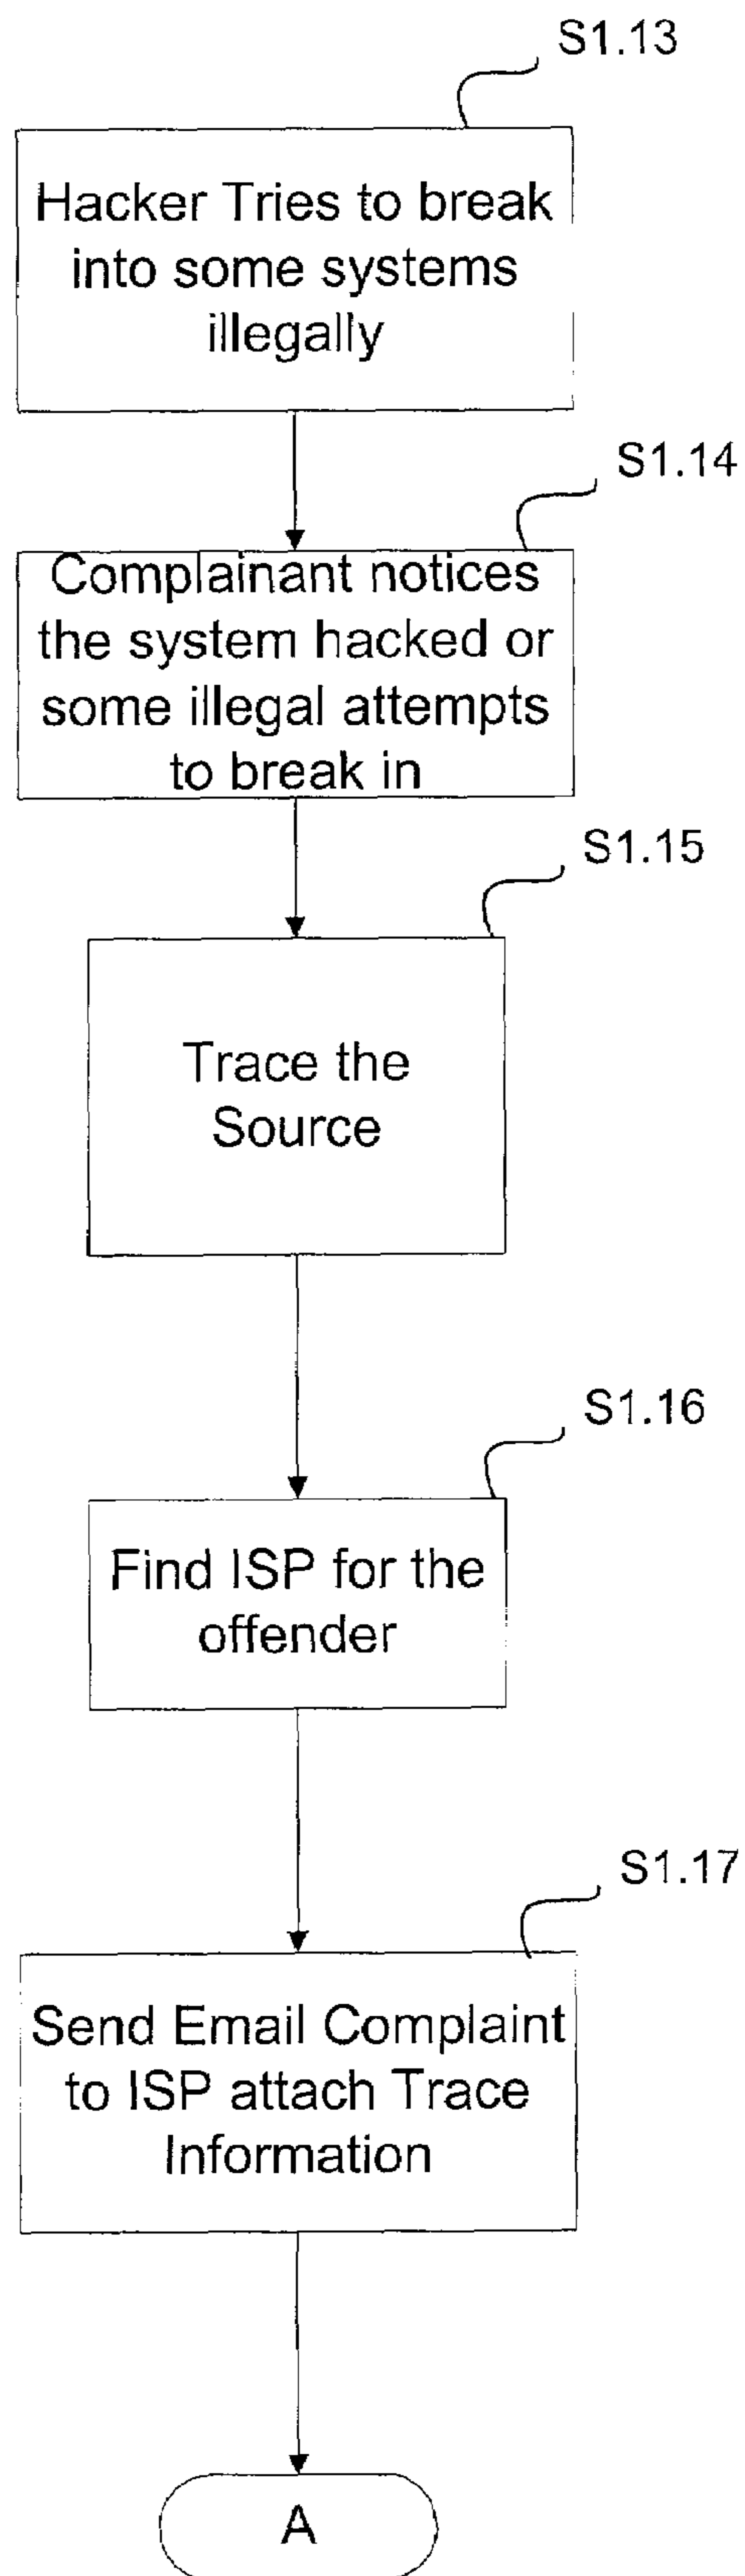 S1.13
Hacker Tries to break
into some systems
illegally
S1.14
Complainant notices
the system hacked or
some illegal attempts
to break in
S1.15
Trace the
Source
S1.16
Find ISP for the
offender
S1.17
Send Email Complaint
to ISP attach Trace
Information
A